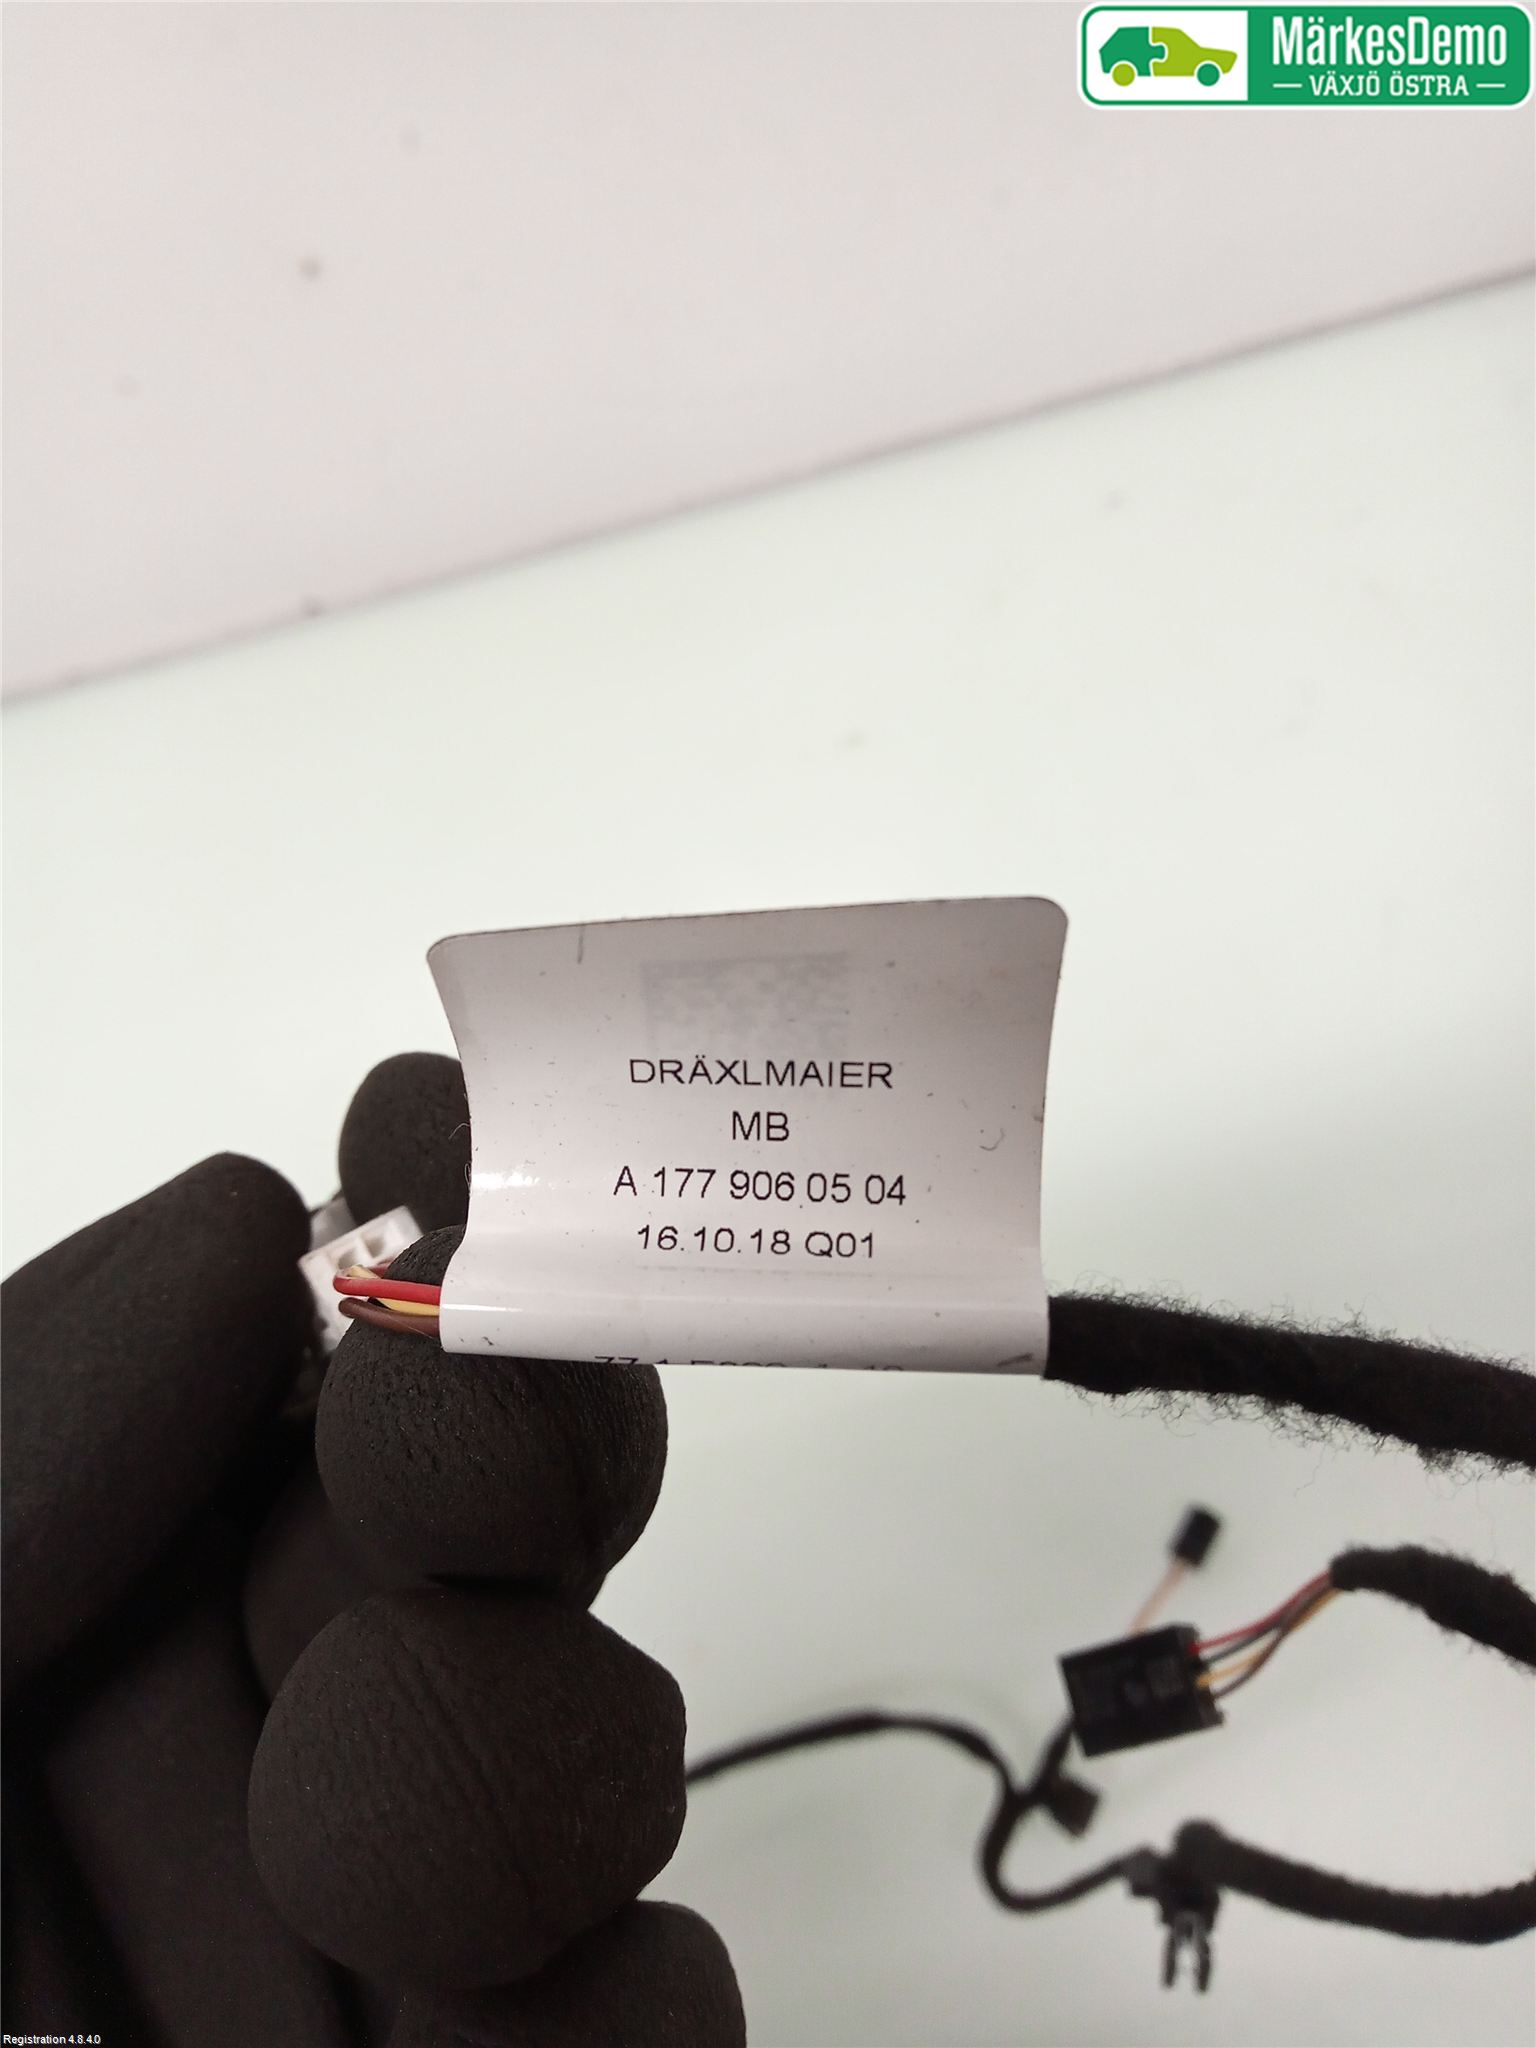 MärkesDemo
VÄXJÖ ÖSTRA
DRÄXLMAIER
MB
A 177 906 05 04
16.10.18 Q01
Registration 4.8.4.0